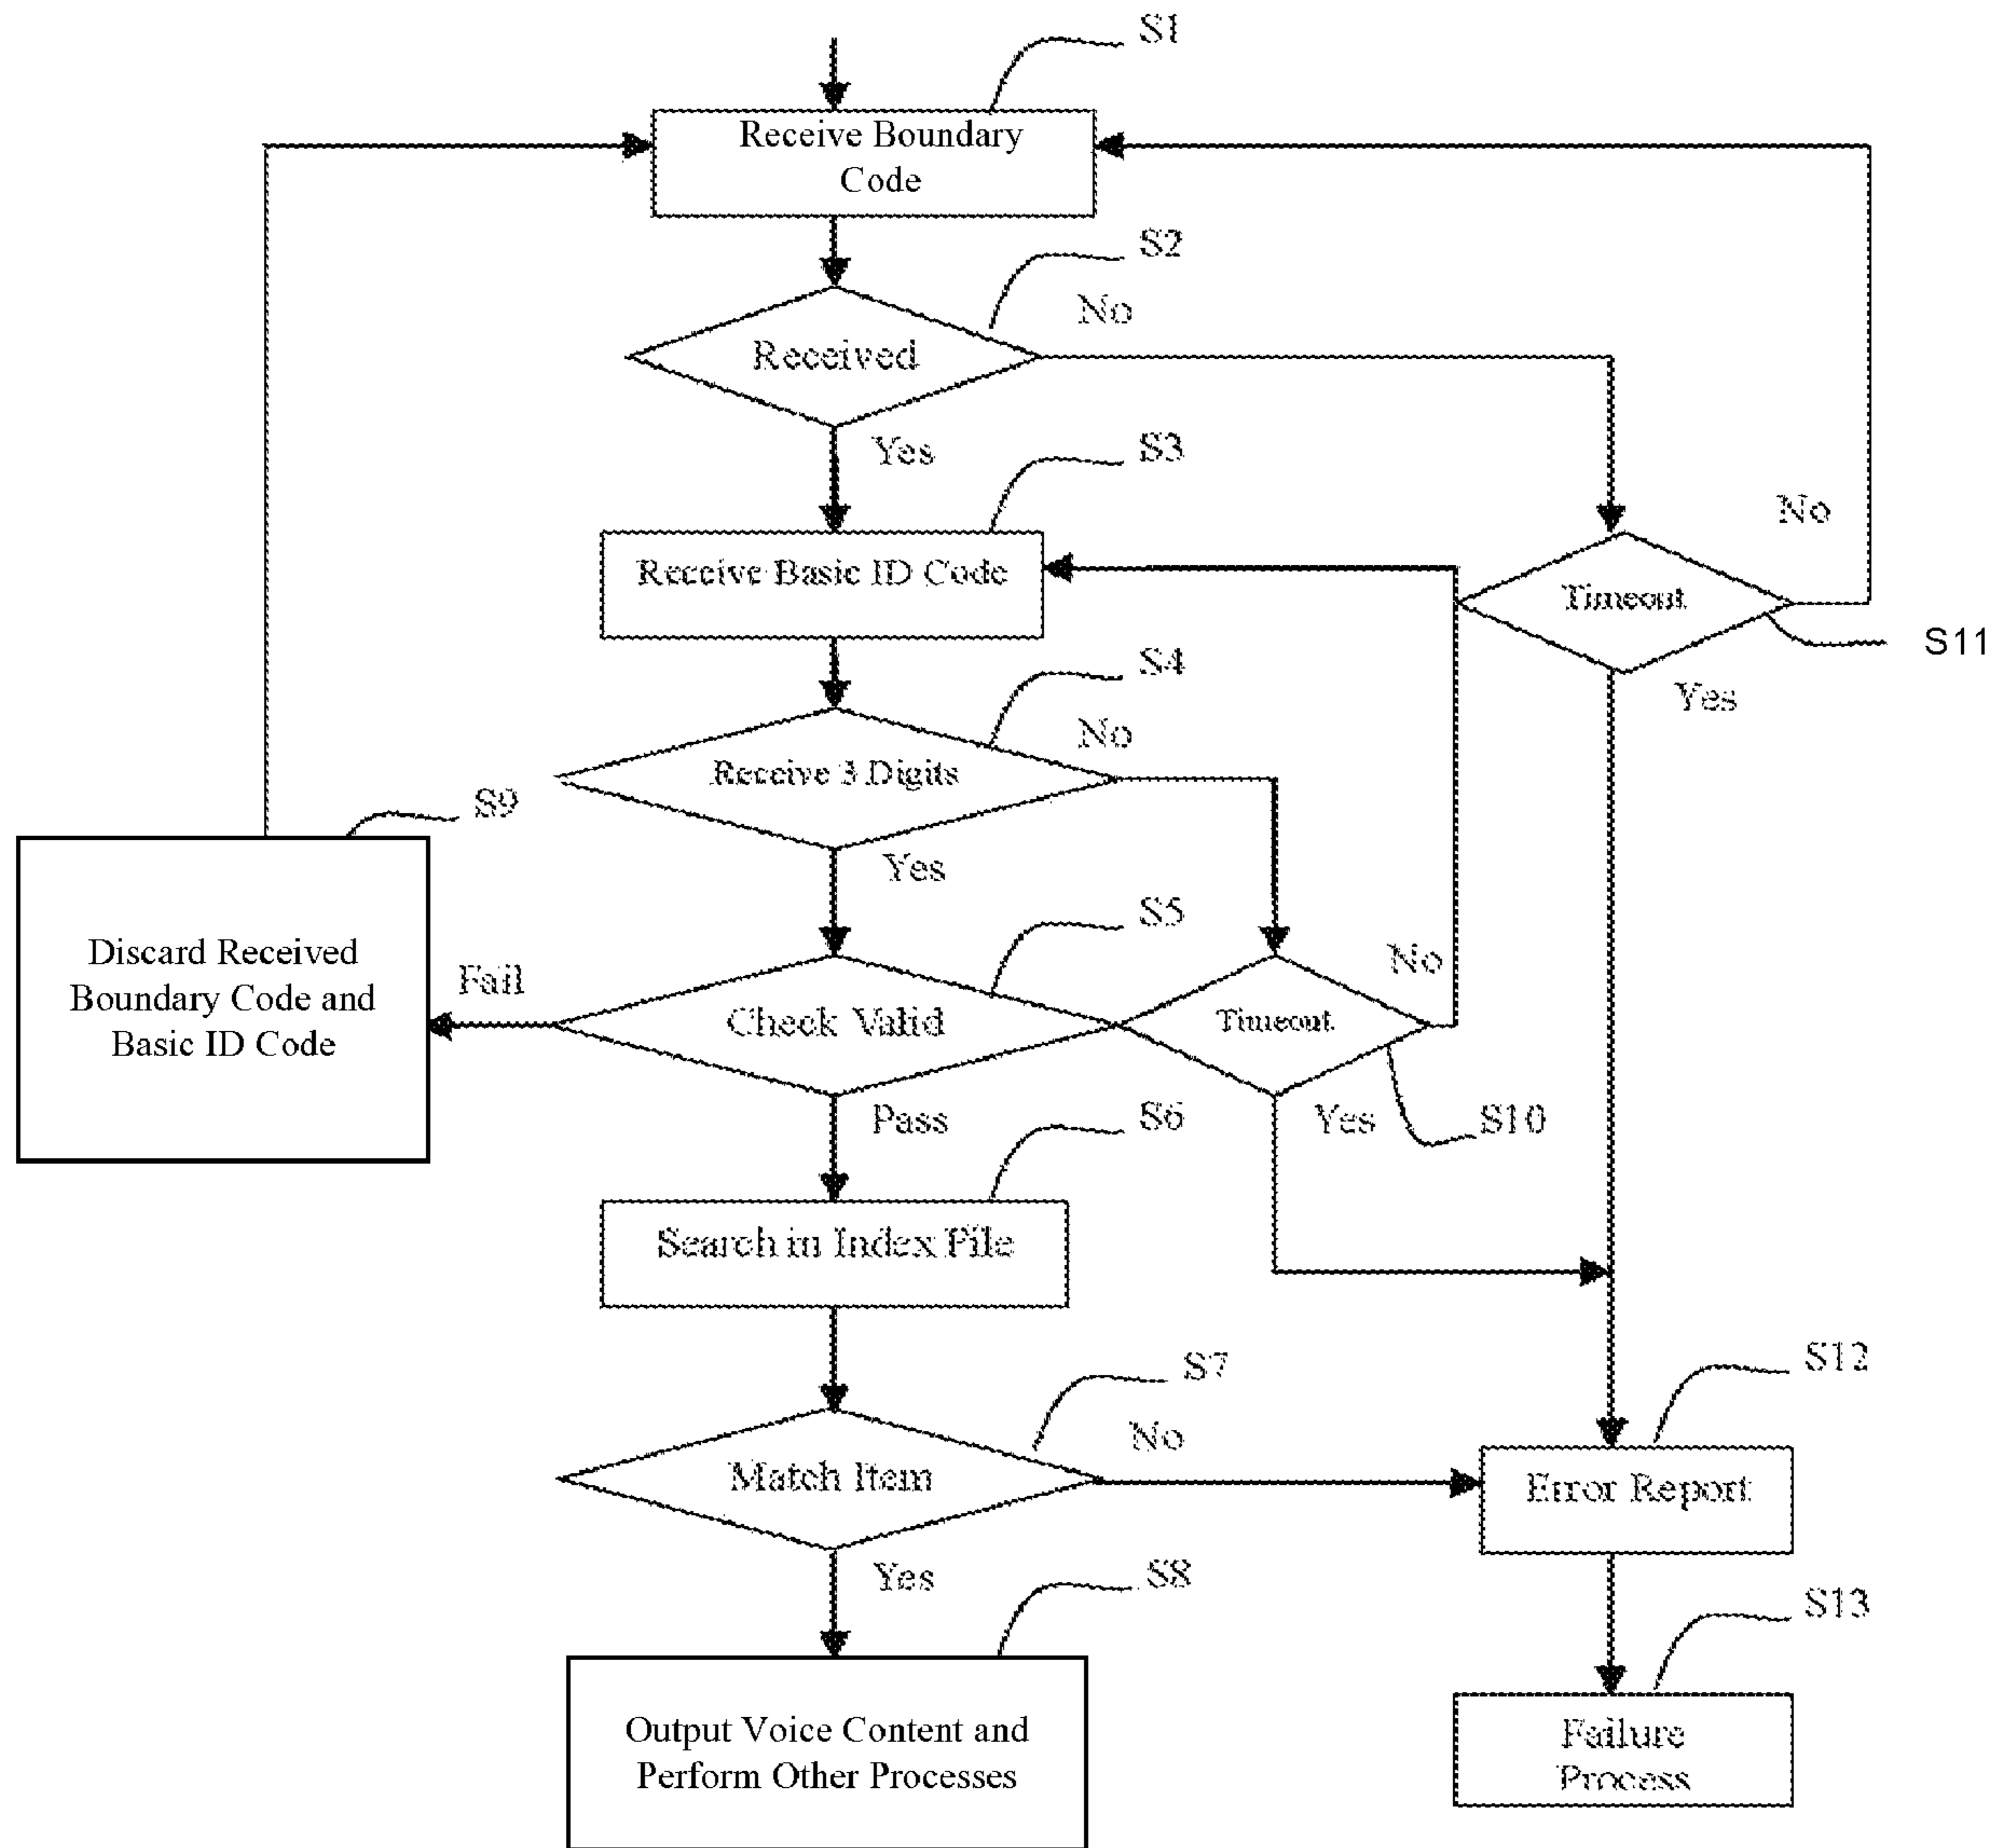 S1
Receive Boundary
Code
S2
No
Received
Yes
S3
No
Receive Basic ID Code
Timeout
S11
S4
Yes
No
Receive 3 Digits
S9
Yes
S5
Discard Received
Boundary Code and
Basic ID Code
Fail
No
Check Valid
Timeout
Pass
S6
Yes
S10
Search in Index File
S7
S12
No
Match Item
Error Report
Yes
S8
S13
Output Voice Content and
Perform Other Processes
Failure
Process